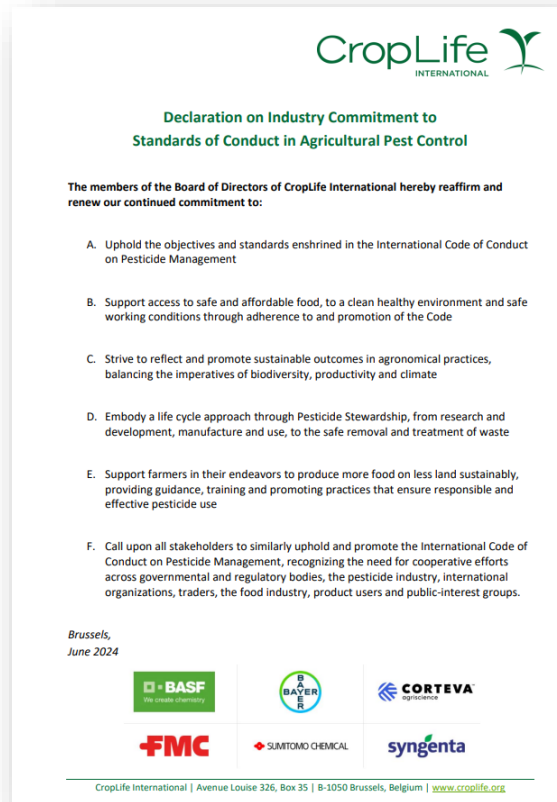 CropLife
INTERNATIONAL
Declaration on Industry Commitment to
Standards of Conduct in Agricultural Pest Control
The members of the Board of Directors of CropLife International hereby reaffirm and
renew our continued commitment to:
A. Uphold the objectives and standards enshrined in the International Code of Conduct
on Pesticide Management
B. Support access to safe and affordable food, to a clean healthy environment and safe
working conditions through adherence to and promotion of the Code
C. Strive to reflect and promote sustainable outcomes in agronomical practices,
balancing the imperatives of biodiversity, productivity and climate
D. Embody a life cycle approach through Pesticide Stewardship, from research and
development, manufacture and use, to the safe removal and treatment of waste
E. Support farmers in their endeavors to produce more food on less land sustainably,
providing guidance, training and promoting practices that ensure responsible and
effective pesticide use
F. Call upon all stakeholders to similarly uphold and promote the International Code of
Conduct on Pesticide Management, recognizing the need for cooperative efforts
across governmental and regulatory bodies, the pesticide industry, international
organizations, traders, the food industry, product users and public-interest groups.
Brussels,
June 2024
BASF
We create chemistry
BAYER
BAYER
CORTEVA
agriscience
FMC
SUMITOMO CHEMICAL
syngenta
CropLife International | Avenue Louise 326, Box 35 | B-1050 Brussels, Belgium | www.croplife.org